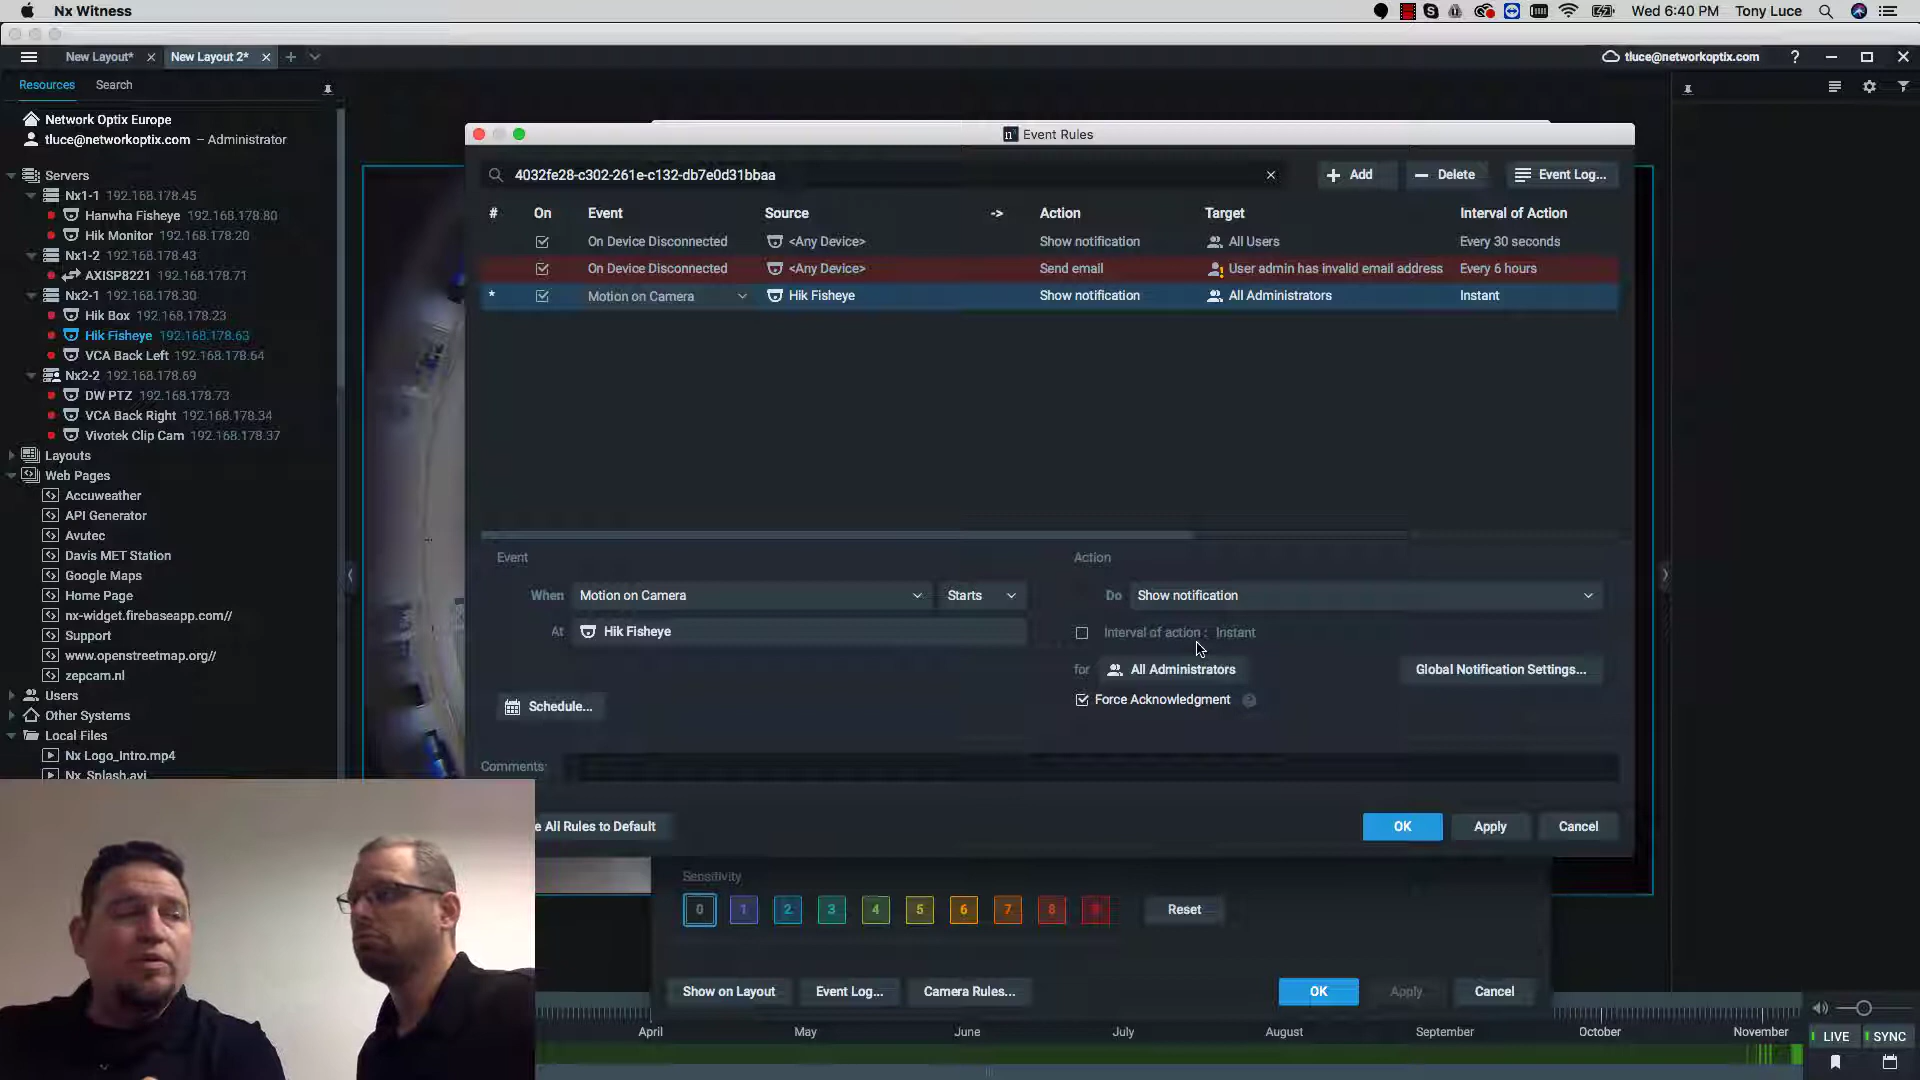 Nx Witness
Wed 6:40 PM Tony Luce
New Layout* New Layout 2* tluce@networkoptix.com ?
Resources Search
Network Optix Europe
tluce@networkoptix.com – Administrator
Servers
Nx1-1 192.168.178.45
Hanwha Fisheye 192.168.178.80
Hik Monitor 192.168.178.20
Nx1-2 192.168.178.43
AXISP8221 192.168.178.71
Nx2-1 192.168.178.30
Hik Box 192.168.178.23
Hik Fisheye 192.168.178.63
VCA Back Left 192.168.178.64
Nx2-2 192.168.178.69
DW PTZ 192.168.178.73
VCA Back Right 192.168.178.34
Vivotek Clip Cam 192.168.178.37
Layouts
Web Pages
Accuweather
API Generator
Avutec
Davis MET Station
Google Maps
Home Page
nx-widget.firebaseapp.com//
Support
www.openstreetmap.org//
zepcam.nl
Users
Other Systems
Local Files
Nx Logo_Intro.mp4
Nx_Splash.avi
Event Rules
4032fe28-c302-261e-c132-db7e0d31bbaa + Add — Delete Event Log...
# On Event Source -> Action Target Interval of Action
On Device Disconnected <Any Device> Show notification All Users Every 30 seconds
On Device Disconnected <Any Device> Send email User admin has invalid email address Every 6 hours
* Motion on Camera Hik Fisheye Show notification All Administrators Instant
Event Action
When Motion on Camera Starts Do Show notification
At Hik Fisheye Interval of action : Instant
for All Administrators Global Notification Settings...
Schedule... Force Acknowledgment ?
Comments:
e All Rules to Default OK Apply Cancel
Sensitivity
0 1 2 3 4 5 6 7 8 Reset
Show on Layout Event Log... Camera Rules... OK Apply Cancel
April May June July August September October November
LIVE SYNC